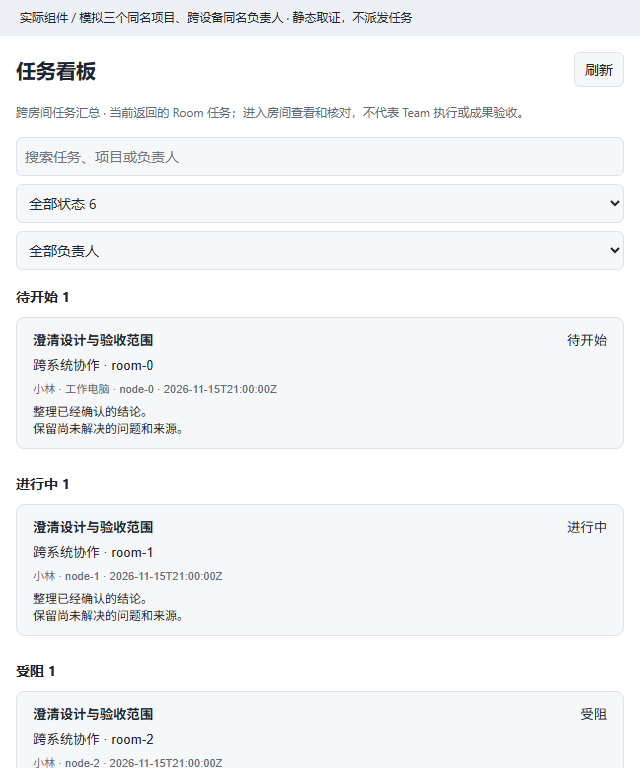 实际组件 / 模拟三个同名项目、跨设备同名负责人 · 静态取证，不派发任务
任务看板
刷新
跨房间任务汇总 · 当前返回的 Room 任务；进入房间查看和核对，不代表 Team 执行或成果验收。
搜索任务、项目或负责人
全部状态 6
全部负责人
待开始 1
澄清设计与验收范围
待开始
跨系统协作 · room-0
小林 · 工作电脑 · node-0 · 2026-11-15T21:00:00Z
整理已经确认的结论。
保留尚未解决的问题和来源。
进行中 1
澄清设计与验收范围
进行中
跨系统协作 · room-1
小林 · node-1 · 2026-11-15T21:00:00Z
整理已经确认的结论。
保留尚未解决的问题和来源。
受阻 1
澄清设计与验收范围
受阻
跨系统协作 · room-2
小林 · node-2 · 2026-11-15T21:00:00Z